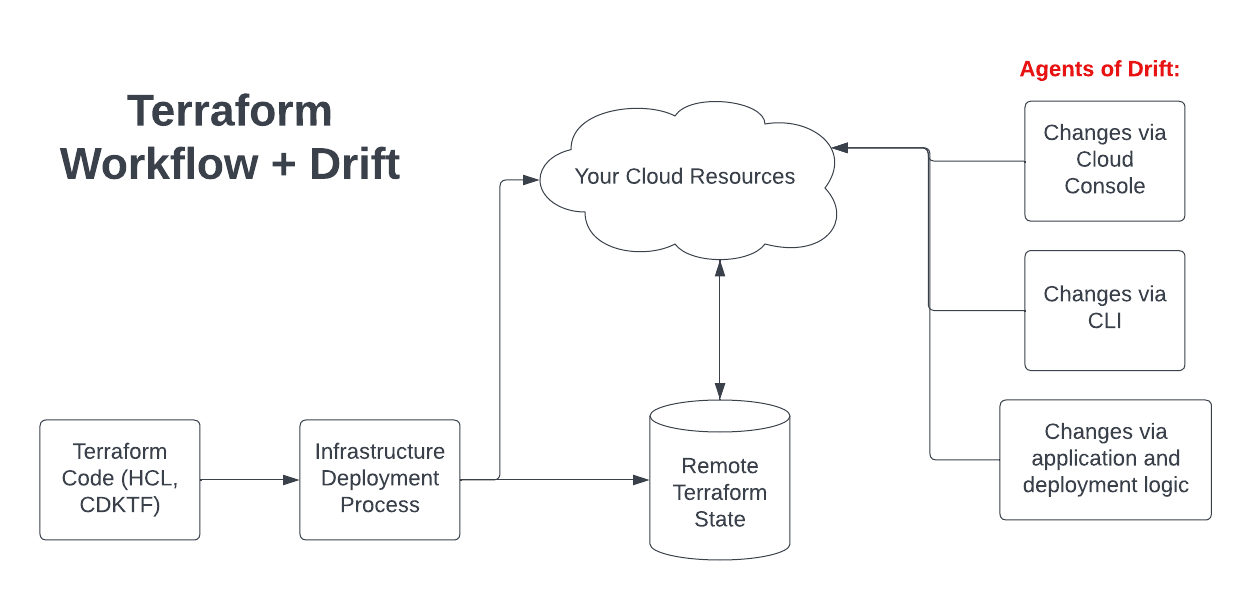 Terraform
Workflow + Drift
Agents of Drift:
Changes via
Cloud
Console
Your Cloud Resources
Changes via
CLI
Terraform
Code (HCL,
CDKTF)
Infrastructure
Deployment
Process
Remote
Terraform
State
Changes via
application and
deployment logic